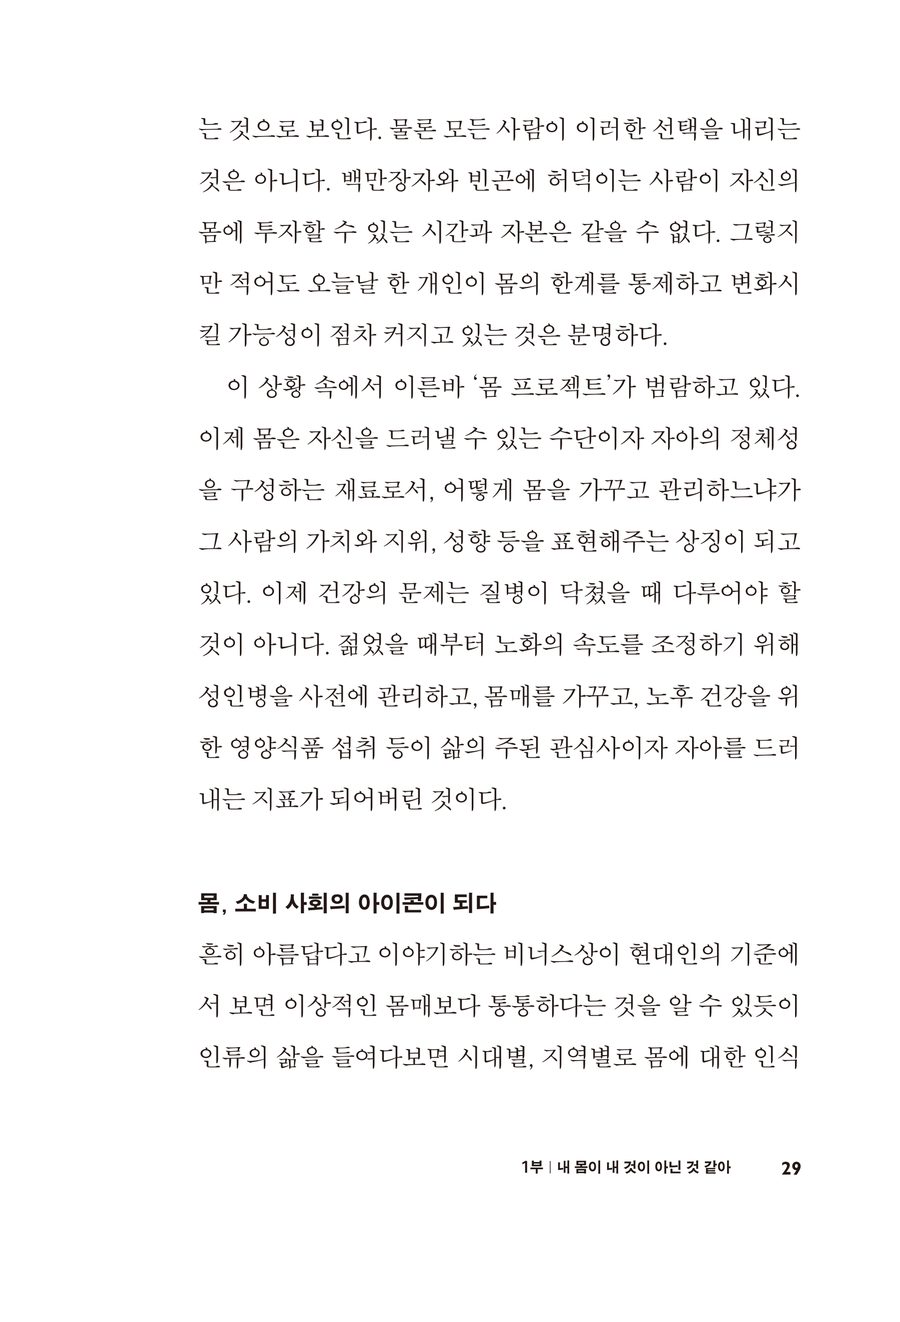 는 것으로 보인다. 물론 모든 사람이 이러한 선택을 내리는
것은 아니다. 백만장자와 빈곤에 허덕이는 사람이 자신의
몸에 투자할 수 있는 시간과 자본은 같을 수 없다. 그렇지
만 적어도 오늘날 한 개인이 몸의 한계를 통제하고 변화시
킬 가능성이 점차 커지고 있는 것은 분명하다.
이 상황 속에서 이른바 ‘몸 프로젝트’가 범람하고 있다.
이제 몸은 자신을 드러낼 수 있는 수단이자 자아의 정체성
을 구성하는 재료로서, 어떻게 몸을 가꾸고 관리하느냐가
그 사람의 가치와 지위, 성향 등을 표현해주는 상징이 되고
있다. 이제 건강의 문제는 질병이 닥쳤을 때 다루어야 할
것이 아니다. 젊었을 때부터 노화의 속도를 조정하기 위해
성인병을 사전에 관리하고, 몸매를 가꾸고, 노후 건강을 위
한 영양식품 섭취 등이 삶의 주된 관심사이자 자아를 드러
내는 지표가 되어버린 것이다.
몸, 소비 사회의 아이콘이 되다
흔히 아름답다고 이야기하는 비너스상이 현대인의 기준에
서 보면 이상적인 몸매보다 통통하다는 것을 알 수 있듯이
인류의 삶을 들여다보면 시대별, 지역별로 몸에 대한 인식
1부 | 내 몸이 내 것이 아닌 것 같아 29